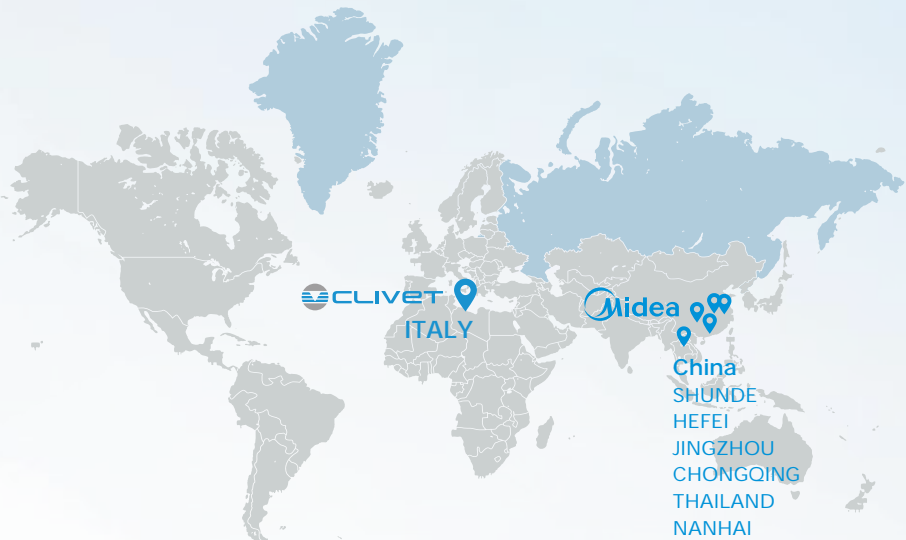 CLIVET
ITALY
Midea
China
SHUNDE
HEFEI
JINGZHOU
CHONGQING
THAILAND
NANHAI